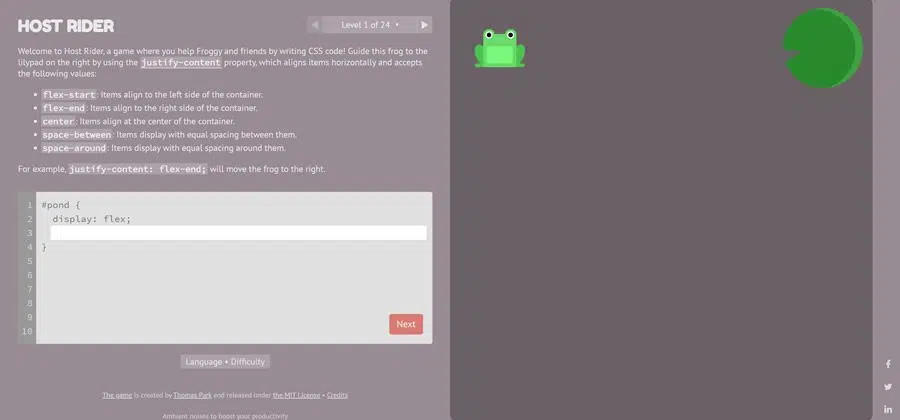 HOST RIDER
Level 1 of 24
Welcome to Host Rider, a game where you help Froggy and friends by writing CSS code! Guide this frog to the
lilypad on the right by using the justify-content property, which aligns items horizontally and accepts
the following values:
• flex-start: Items align to the left side of the container.
• flex-end: Items align to the right side of the container.
• center: Items align at the center of the container.
• space-between: Items display with equal spacing between them.
• space-around: Items display with equal spacing around them.
For example, justify-content: flex-end; will move the frog to the right.
1 #pond {
2 display: flex;
3
4 }
5
6
7
8
9
10
Next
Language • Difficulty
The game is created by Thomas Park and released under the MIT License • Credits
Ambient noises to boost your productivity